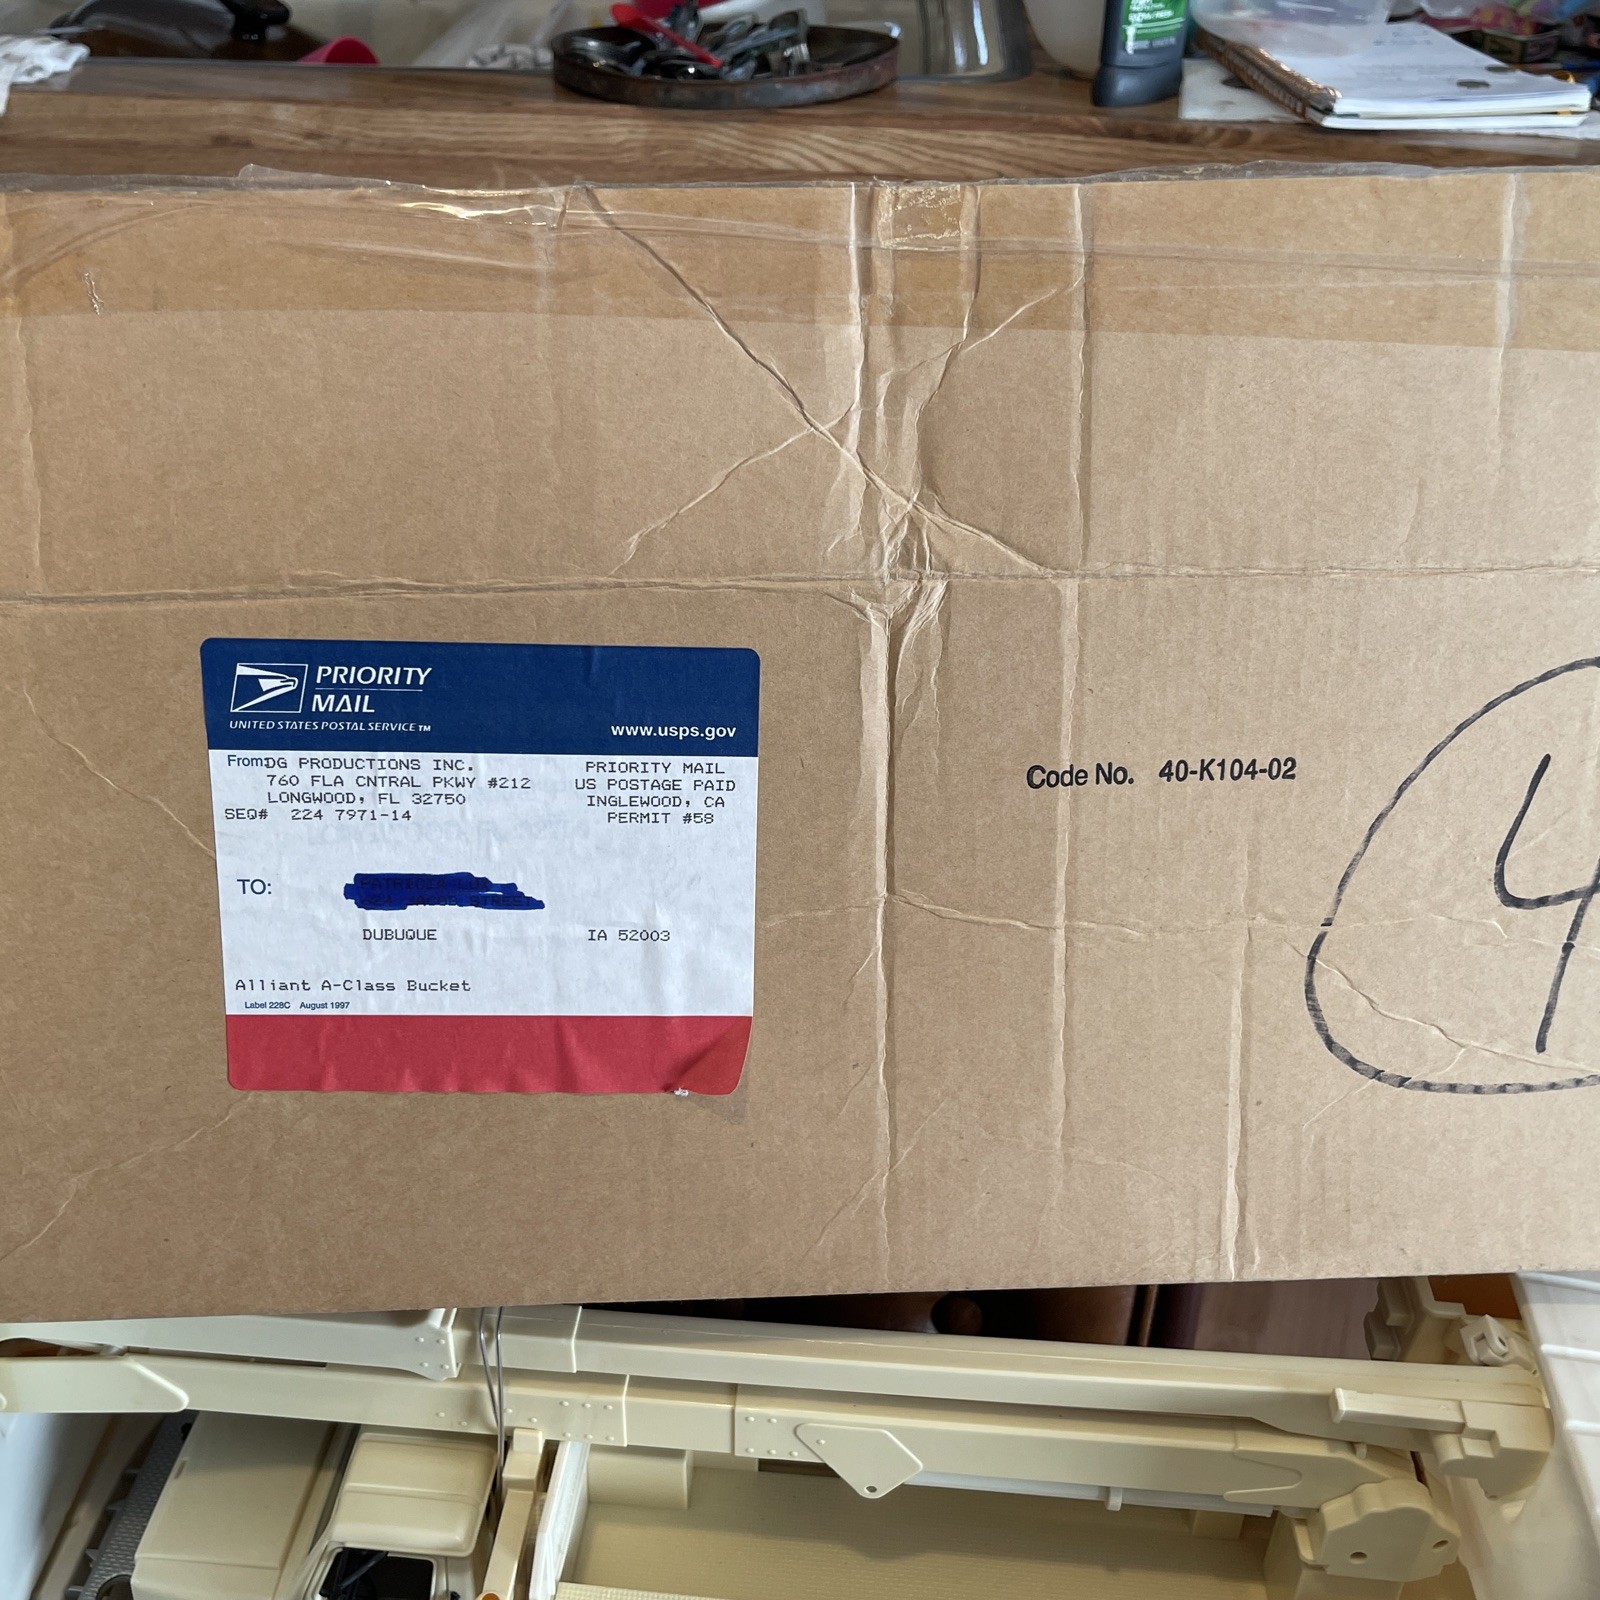 PRIORITY
MAIL
UNITED STATES POSTAL SERVICE™
www.usps.gov
From: DG PRODUCTIONS INC.
760 FLA CNTRAL PKWY #212
LONGWOOD, FL 32750
SEQ# 224 7971-14
PRIORITY MAIL
US POSTAGE PAID
INGLEWOOD, CA
PERMIT #58
TO:
DUBUQUE IA 52003
Alliant A-Class Bucket
Label 228C August 1997
Code No. 40-K104-02
4